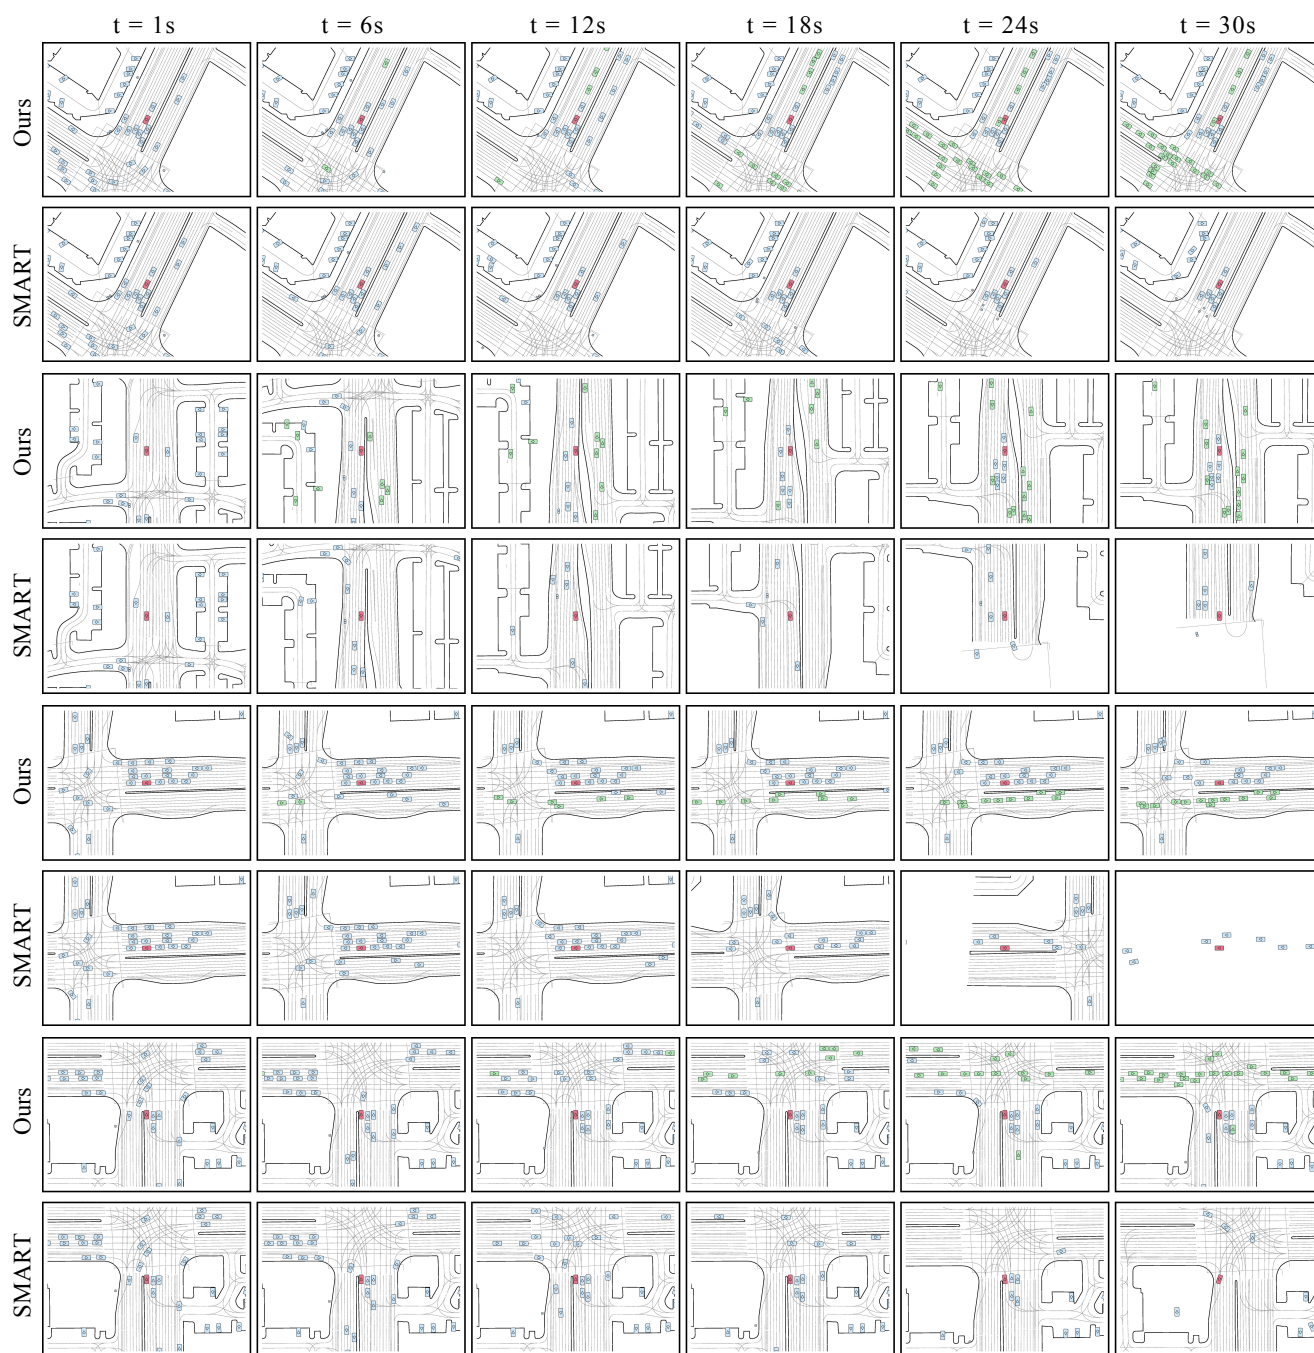 t = 1s t = 6s t = 12s t = 18s t = 24s t = 30s
Ours
SMART
Ours
SMART
Ours
SMART
Ours
SMART